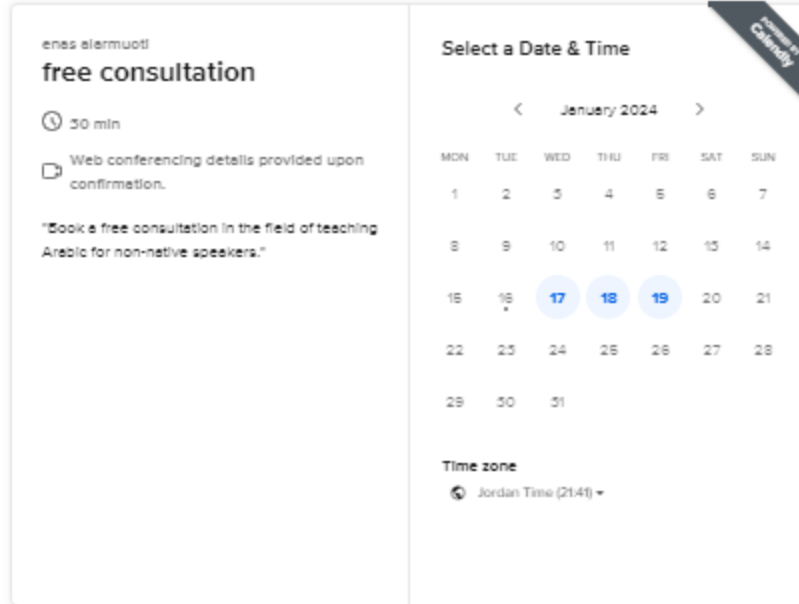 enas alarmuoti
free consultation
30 min
Web conferencing details provided upon
confirmation.
"Book a free consultation in the field of teaching
Arabic for non-native speakers."
Select a Date & Time
POWERED BY
Calendly
January 2024
MON TUE WED THU FRI SAT SUN
1 2 3 4 5 6 7
8 9 10 11 12 13 14
15 16 17 18 19 20 21
22 23 24 25 26 27 28
29 30 31
Time zone
Jordan Time (21:41)